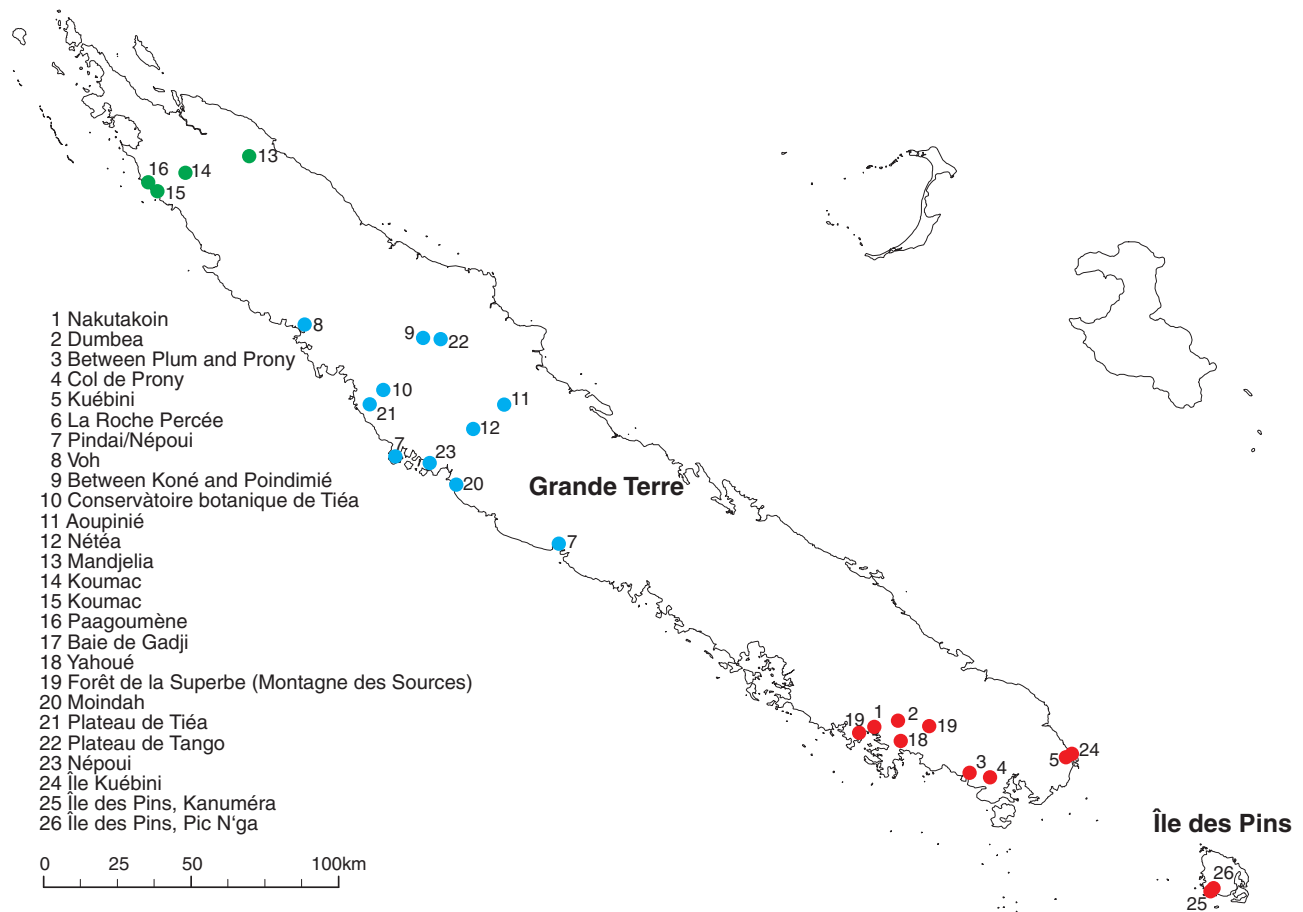 13
16
14
15
8
9
22
10
21
11
12
7
23
20
7
Grande Terre
1 Nakutakoin
2 Dumbea
3 Between Plum and Prony
4 Col de Prony
5 Kuébini
6 La Roche Percée
7 Pindai/Népoui
8 Voh
9 Between Koné and Poindimié
10 Conservàtoire botanique de Tiéa
11 Aoupinié
12 Nétéa
13 Mandjelia
14 Koumac
15 Koumac
16 Paagoumène
17 Baie de Gadji
18 Yahoué
19 Forêt de la Superbe (Montagne des Sources)
20 Moindah
21 Plateau de Tiéa
22 Plateau de Tango
23 Népoui
24 Île Kuébini
25 Île des Pins, Kanuméra
26 Île des Pins, Pic N‘ga
19
1
2
19
18
3
4
5
24
Île des Pins
26
25
0 25 50 100km